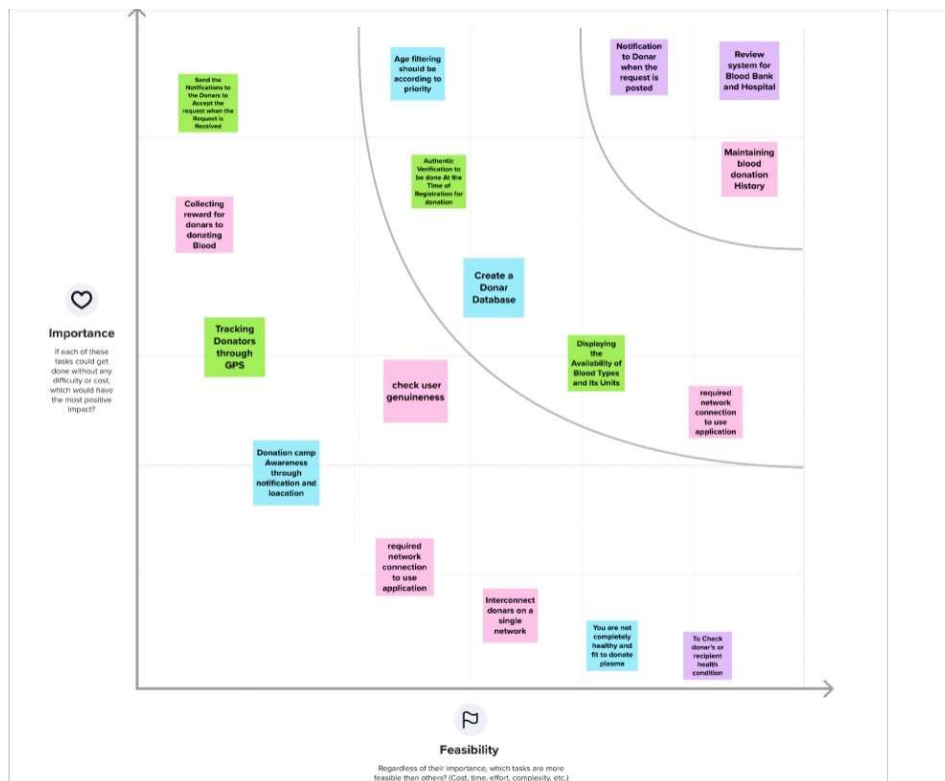 Notification
to Donar
when the
request is
posted
Review
system for
Blood Bank
and Hospital
Age filtering
should be
according to
priority
Send the
Notifications to
the Donars to
Accept the
request when the
Request is
Received
Maintaining
blood
donation
History
Authentic
Verification to
be done At the
Time of
Registration for
donation
Collecting
reward for
donars to
donating
Blood
Create a
Donar
Database
Importance
If each of these
tasks could get
done without any
difficulty or cost,
which would have
the most positive
impact?
Tracking
Donators
through
GPS
Displaying
the
Availability of
Blood Types
and Its Units
check user
genuineness
required
network
connection
to use
application
Donation camp
Awareness
through
notification and
loacation
required
network
connection
to use
application
Interconnect
donars on a
single
network
You are not
completely
healthy and
fit to donate
plasma
To Check
donar's or
recipient
health
condition
Feasibility
Regardless of their importance, which tasks are more
feasible than others? (Cost, time, effort, complexity, etc.)